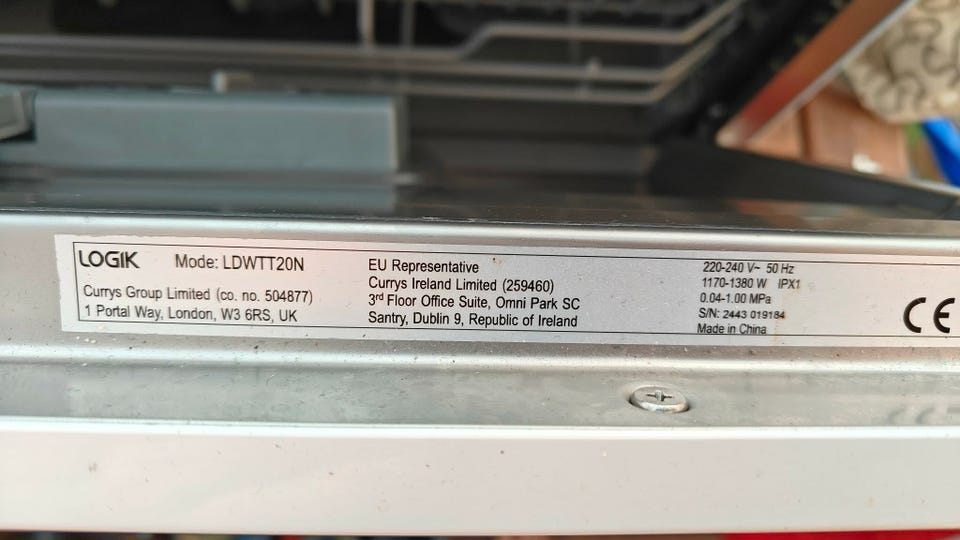 LOGIK Mode: LDWTT20N
Currys Group Limited (co. no. 504877)
1 Portal Way, London, W3 6RS, UK
EU Representative
Currys Ireland Limited (259460)
3rd Floor Office Suite, Omni Park SC
Santry, Dublin 9, Republic of Ireland
220-240 V~ 50 Hz
1170-1380 W IPX1
0.04-1.00 MPa
S/N: 2443 019184
Made in China
CE